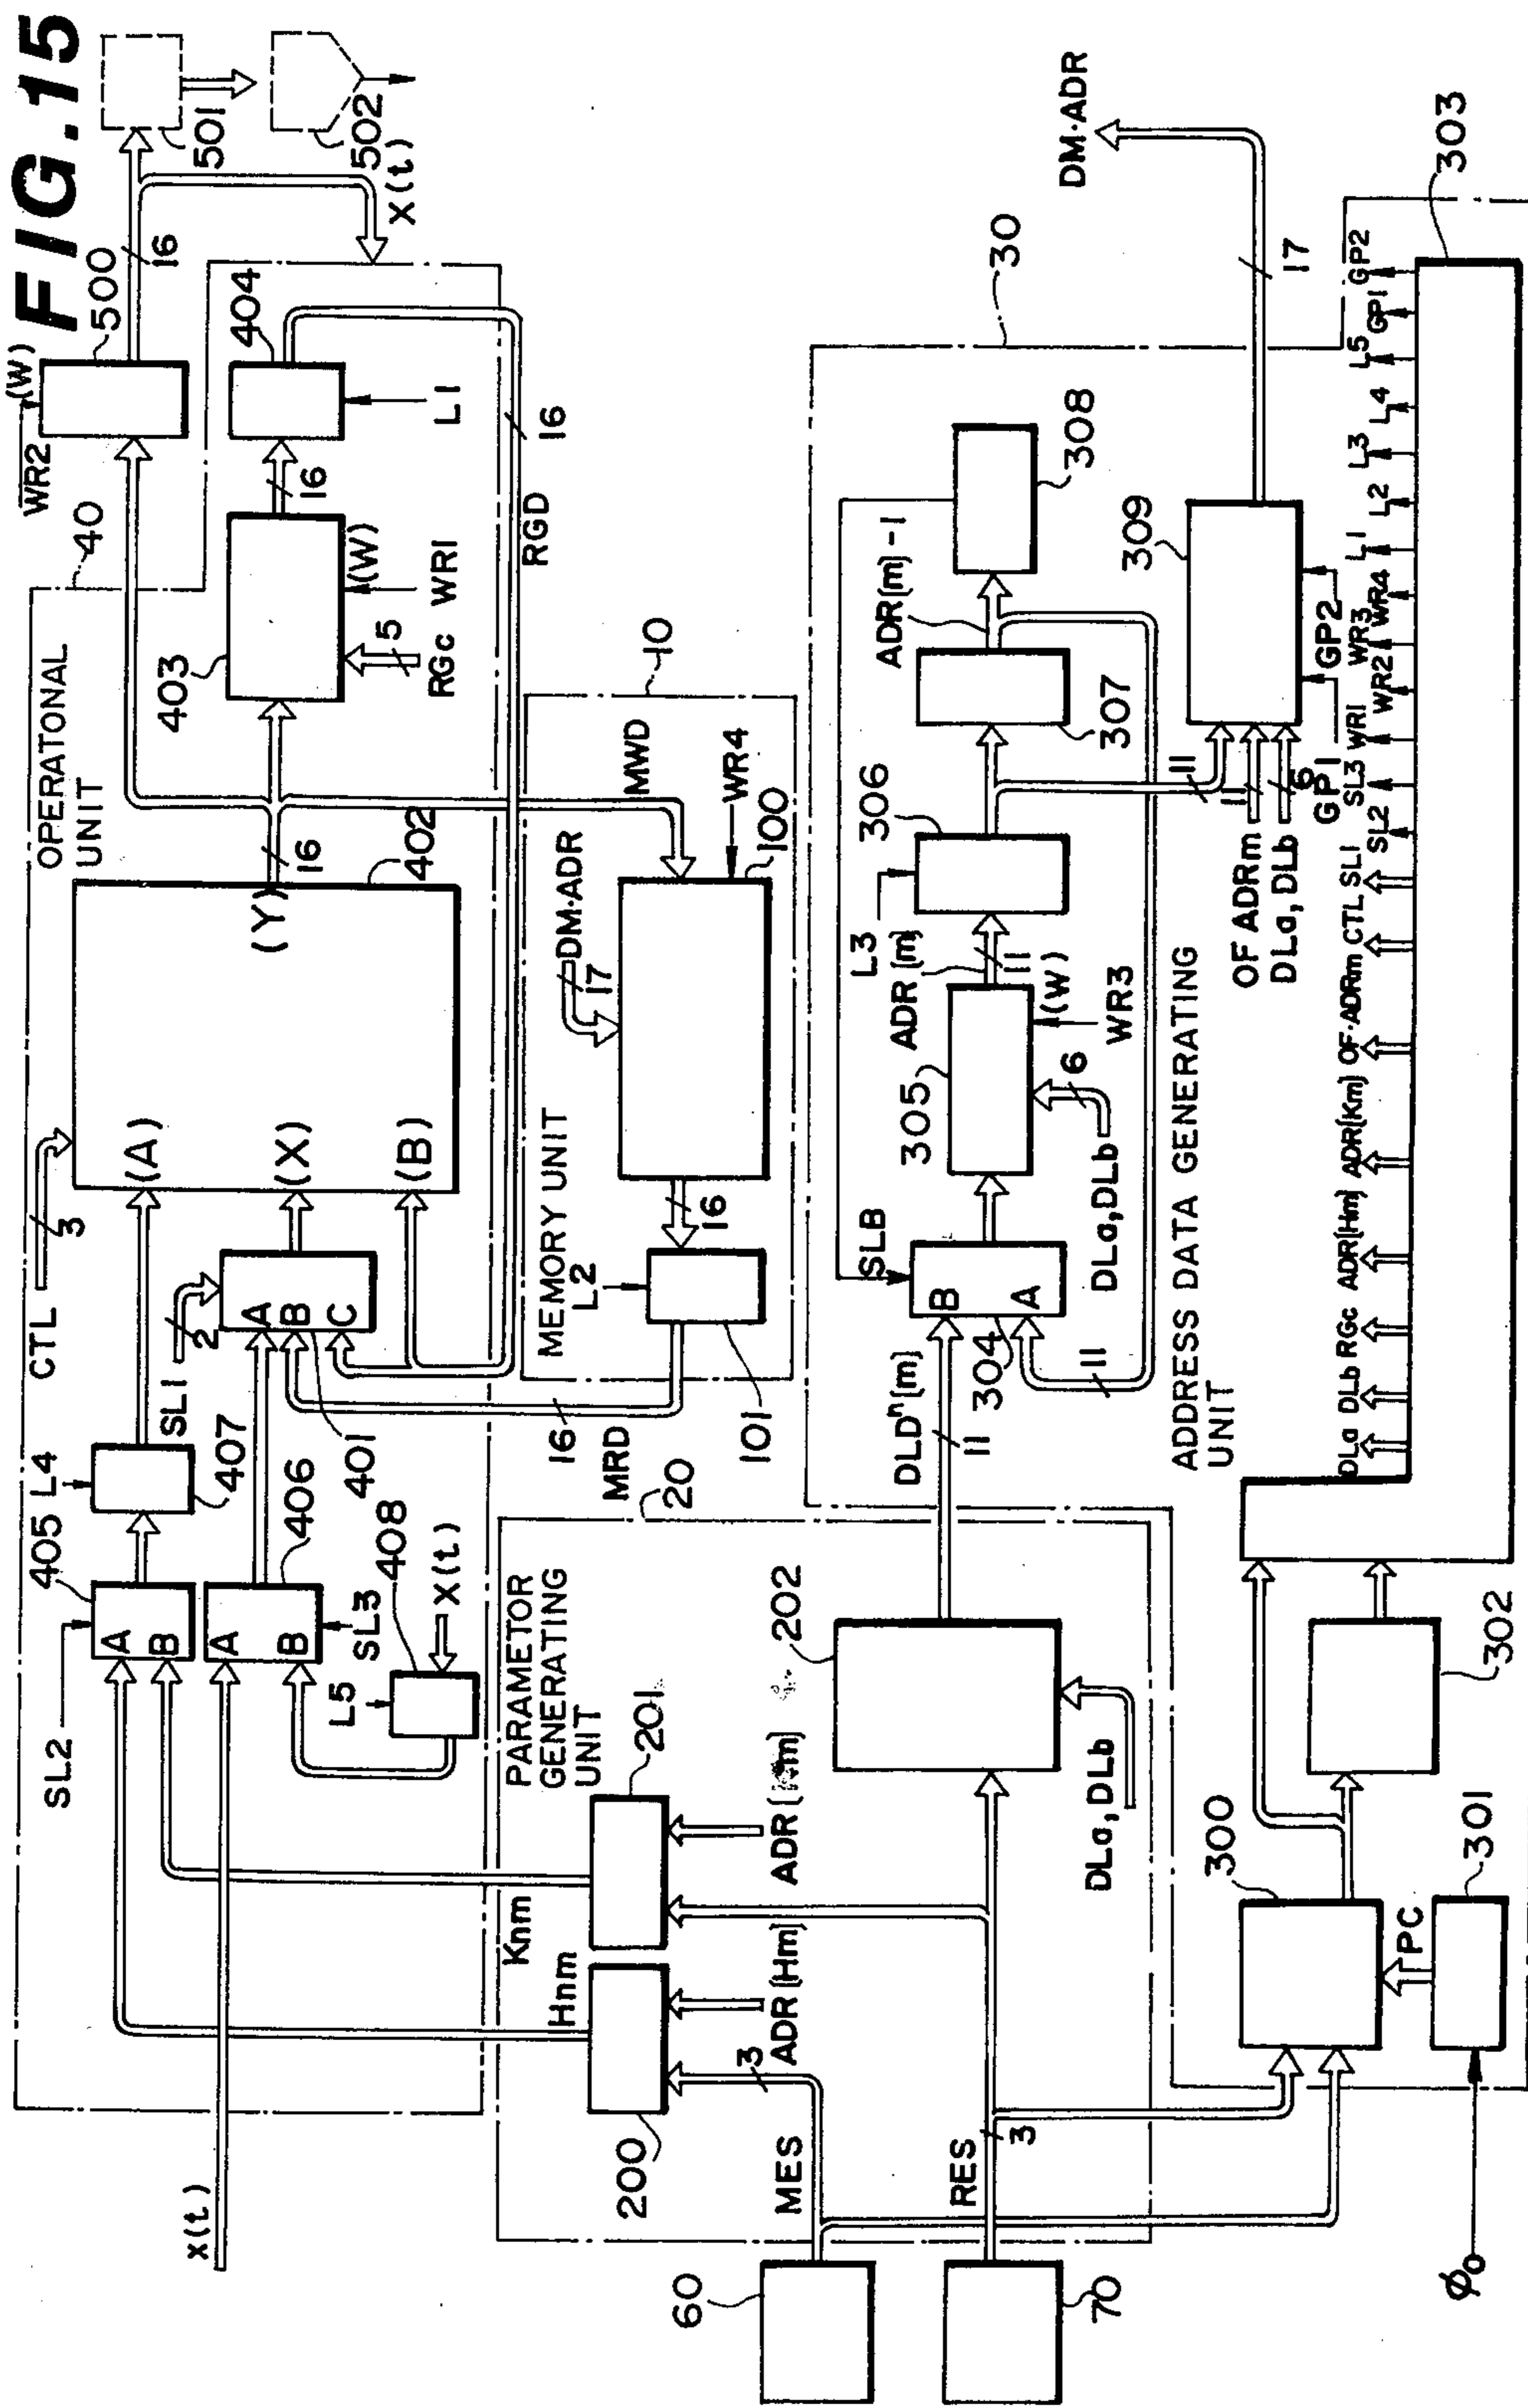 FIG.15
WR2
(W)
500
16
501
502
X(t)
40
OPERATONAL
UNIT
CTL
3
(A)
(X)
(B)
(Y)
402
16
403
RGc
5
WR1
(W)
16
404
L1
16
RGD
SL2
405
A
B
L4
407
SL1
2
A
B
C
401
x(t)
A
B
406
SL3
L5
408
X(t)
10
MEMORY UNIT
L2
101
16
17
DM·ADR
100
MWD
WR4
16
MRD
20
PARAMETOR
GENERATING
UNIT
Knm
201
Hnm
200
ADR[Hm]
3
202
DLa,DLb
MES
RES
3
60
70
30
ADDRESS DATA GENERATING
UNIT
DLDⁿ[m]
11
SLB
B
A
304
305
DLa,DLb
6
ADR[m]
11
(W)
WR3
L3
306
307
ADR[m]-1
308
11
11
309
OF ADRm
1
DLa, DLb
6
GP1
GP2
17
DM·ADR
300
PC
301
302
φ0
303
DLa DLb RGc ADR[Hm] ADR[Km] OF·ADRm CTL SL1 SL2 SL3 WR1 WR2 WR3 WR4 L1 L2 L3 L4 L5 GP1 GP2